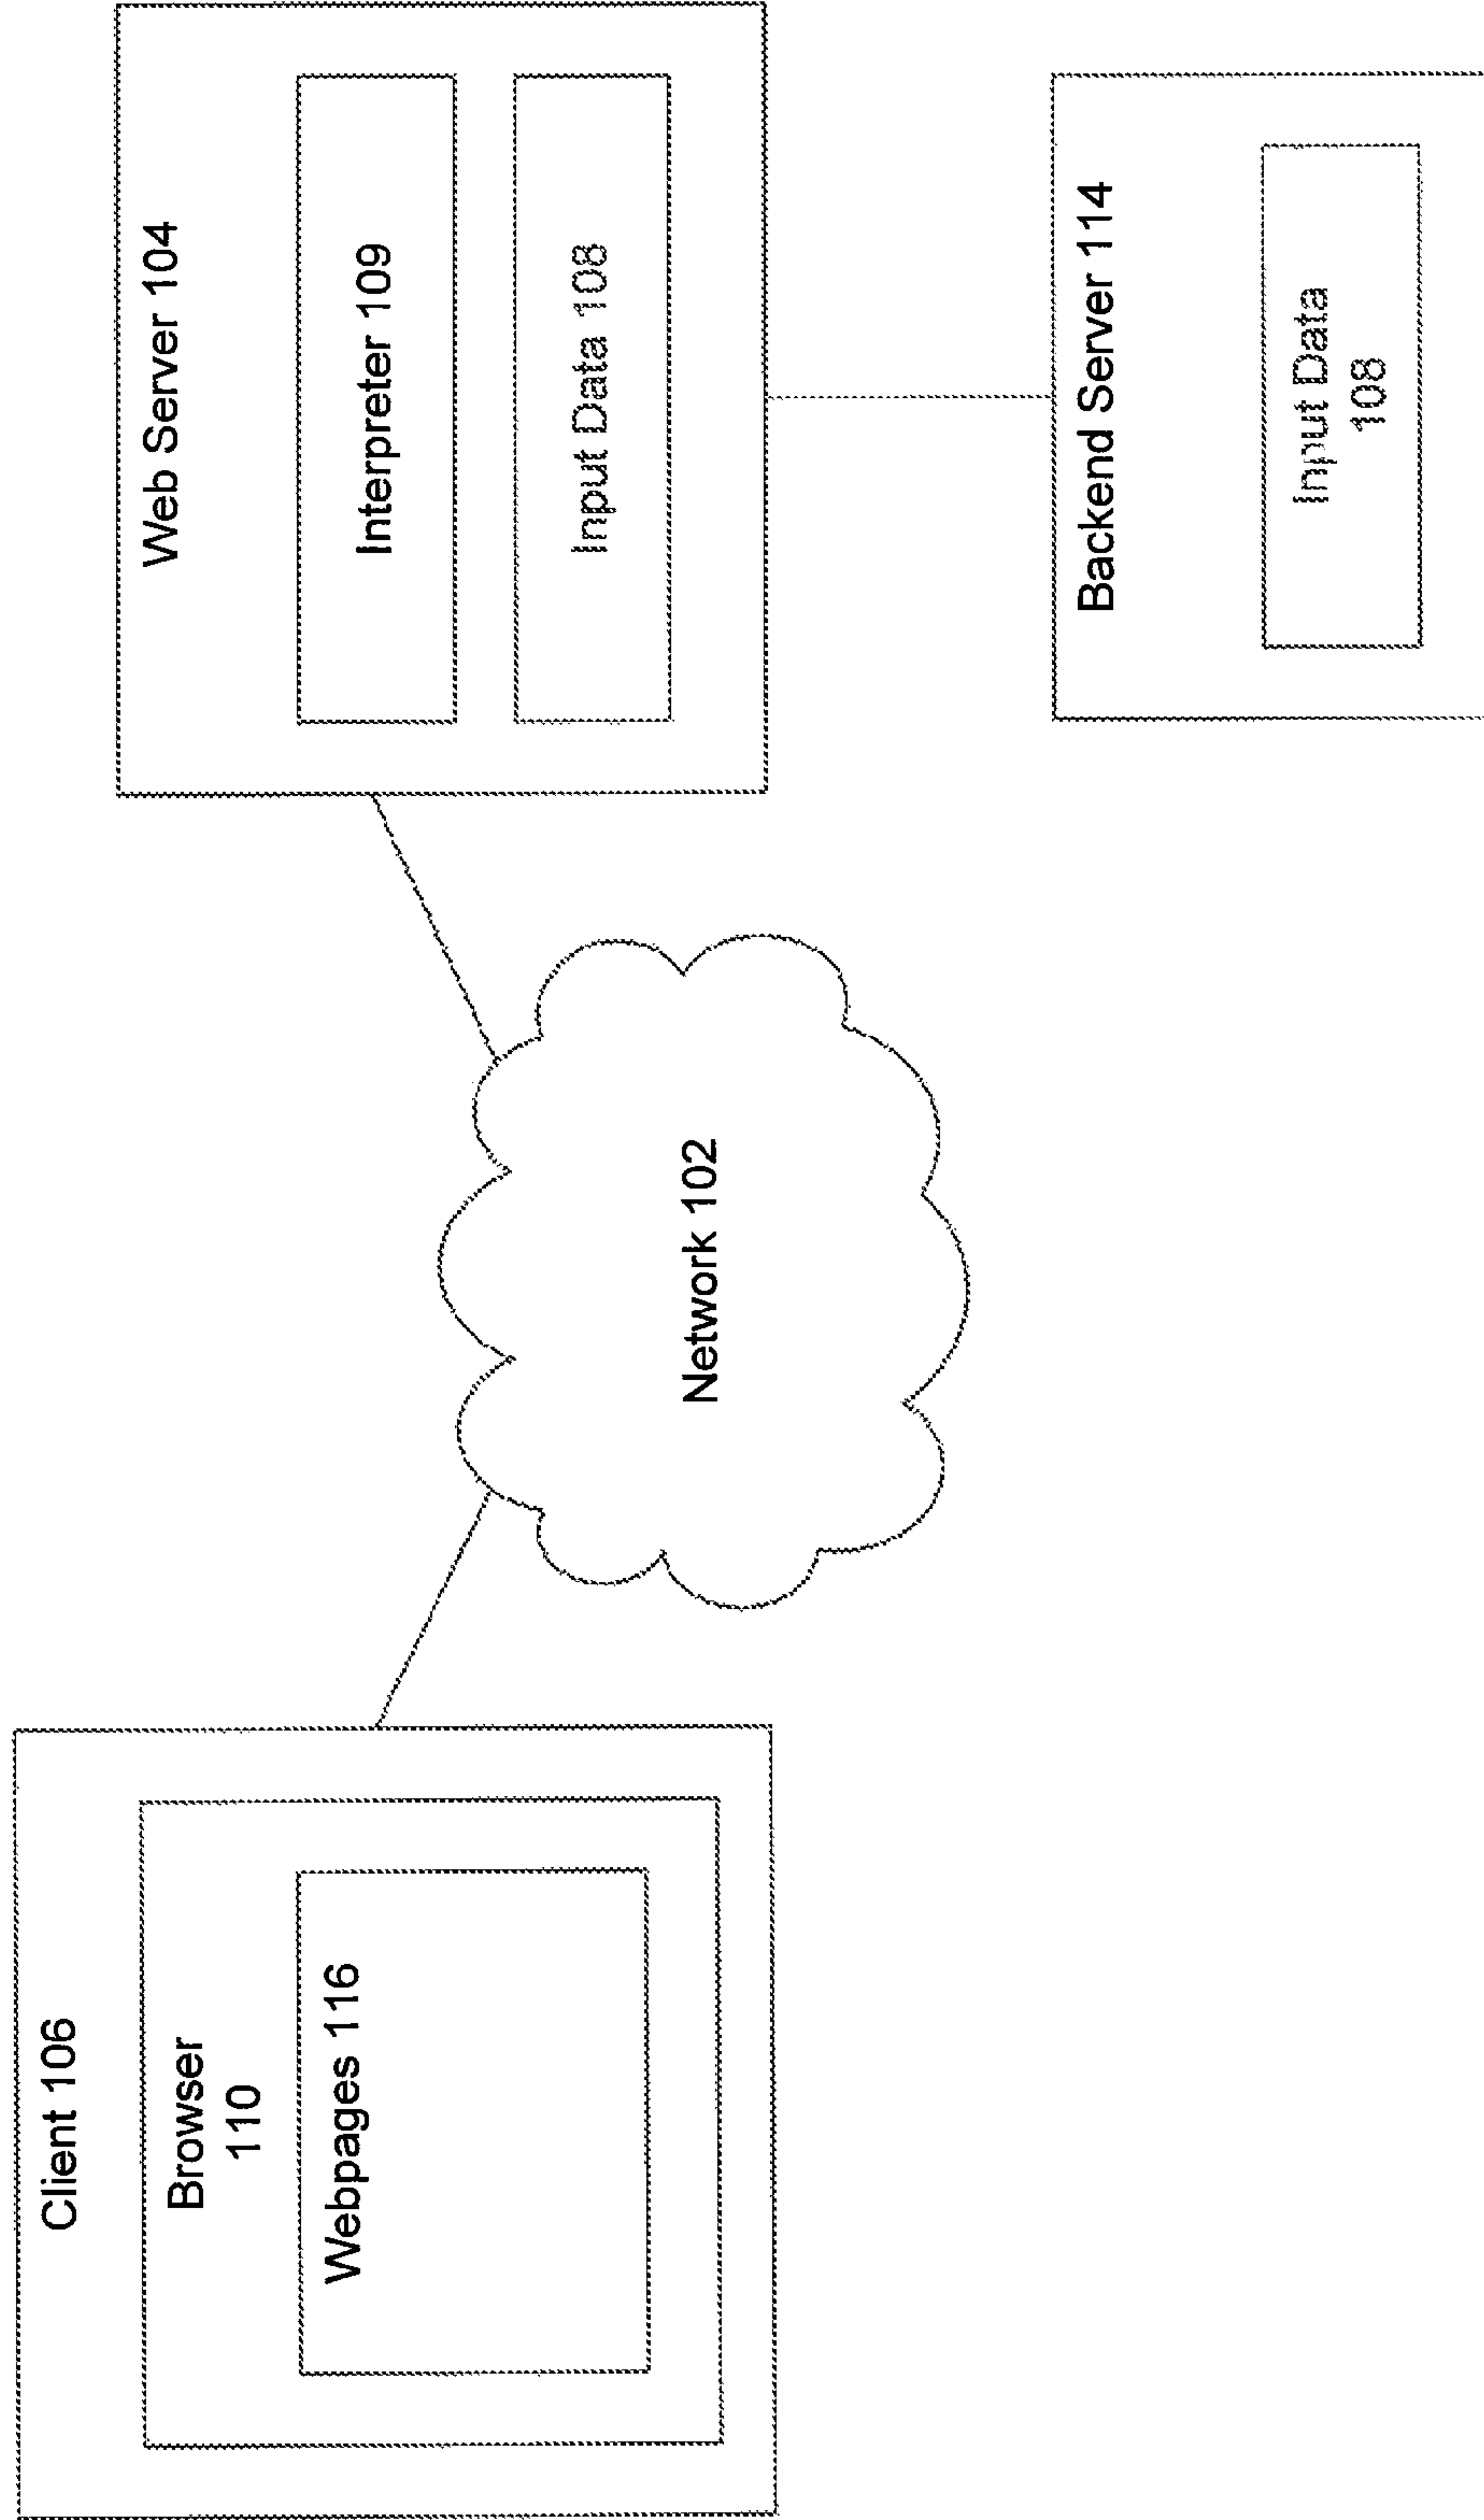 Client 106
Browser
110
Webpages 116
Network 102
Web Server 104
Interpreter 109
Input Data 108
Backend Server 114
Input Data
108